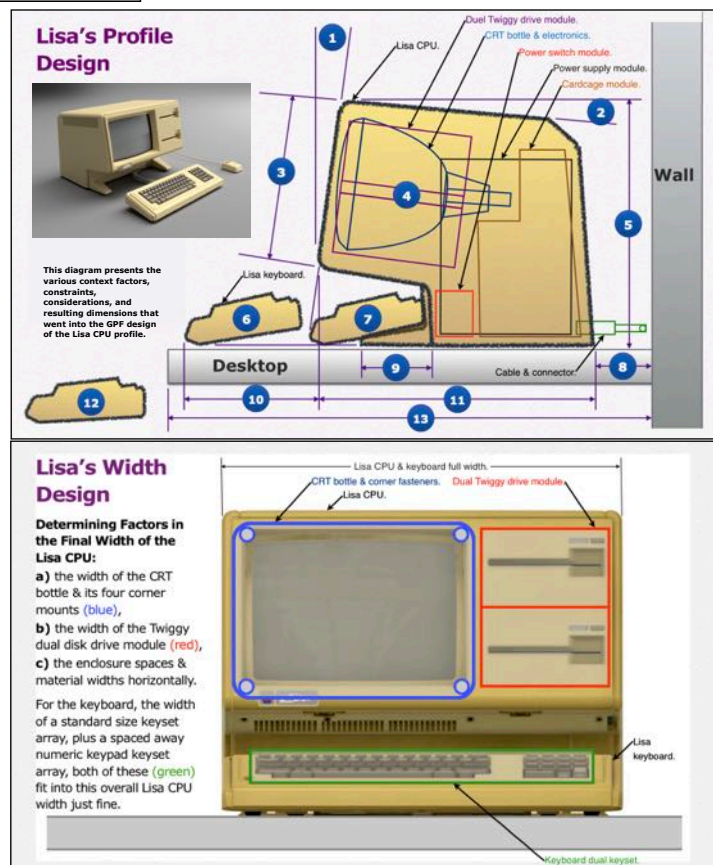 Lisa's Profile
Design
1
Lisa CPU.
Duel Twiggy drive module.
CRT bottle & electronics.
Power switch module.
Power supply module.
Cardcage module.
2
3
4
5
Wall
This diagram presents the
various context factors,
constraints,
considerations, and
resulting dimensions that
went into the GPF design
of the Lisa CPU profile.
Lisa keyboard.
6
7
Desktop
9
Cable & connector.
8
12
10
11
13
Lisa's Width
Design
Lisa CPU & keyboard full width.
CRT bottle & corner fasteners.
Dual Twiggy drive module.
Lisa CPU.
Determining Factors in
the Final Width of the
Lisa CPU:
a) the width of the CRT
bottle & its four corner
mounts (blue),
b) the width of the Twiggy
dual disk drive module (red),
c) the enclosure spaces &
material widths horizontally.
For the keyboard, the width
of a standard size keyset
array, plus a spaced away
numeric keypad keyset
array, both of these (green)
fit into this overall Lisa CPU
width just fine.
Lisa
keyboard.
Keyboard dual keyset.